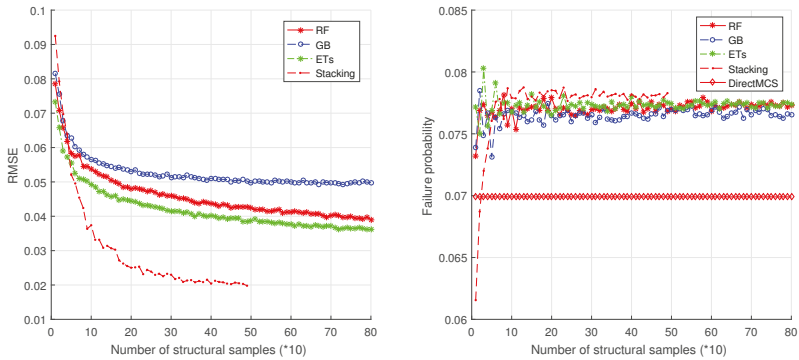 RMSE
0.1
0.09
0.08
0.07
0.06
0.05
0.04
0.03
0.02
0.01
0 10 20 30 40 50 60 70 80
Number of structural samples (*10)
RF
GB
ETs
Stacking
Failure probability
0.085
0.08
0.075
0.07
0.065
0.06
0 10 20 30 40 50 60 70 80
Number of structural samples (*10)
RF
GB
ETs
Stacking
DirectMCS